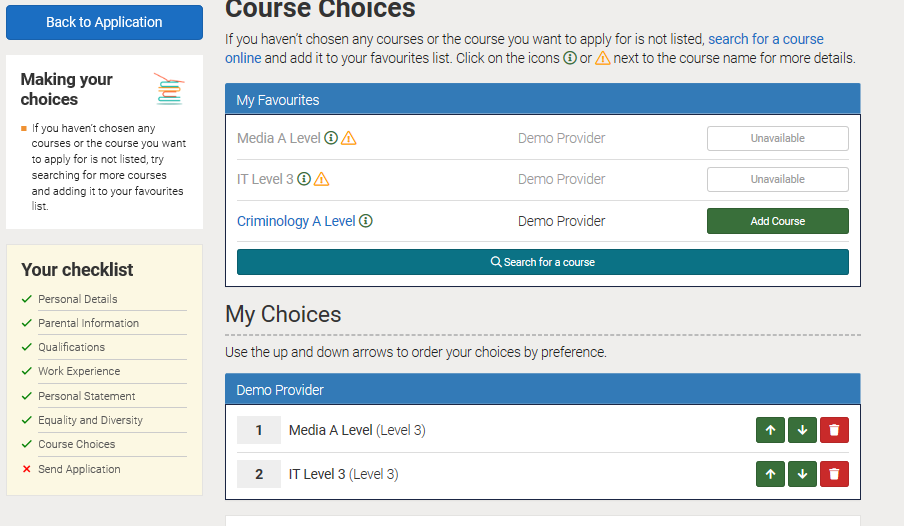 Back to Application
Making your
choices
If you haven't chosen any
courses or the course you want
to apply for is not listed, try
searching for more courses
and adding it to your favourites
list.
Your checklist
Personal Details
Parental Information
Qualifications
Work Experience
Personal Statement
Equality and Diversity
Course Choices
Send Application
Course Choices
If you haven't chosen any courses or the course you want to apply for is not listed, search for a course
online and add it to your favourites list. Click on the icons or next to the course name for more details.
My Favourites
Media A Level Demo Provider Unavailable
IT Level 3 Demo Provider Unavailable
Criminology A Level Demo Provider Add Course
Search for a course
My Choices
Use the up and down arrows to order your choices by preference.
Demo Provider
1 Media A Level (Level 3)
2 IT Level 3 (Level 3)